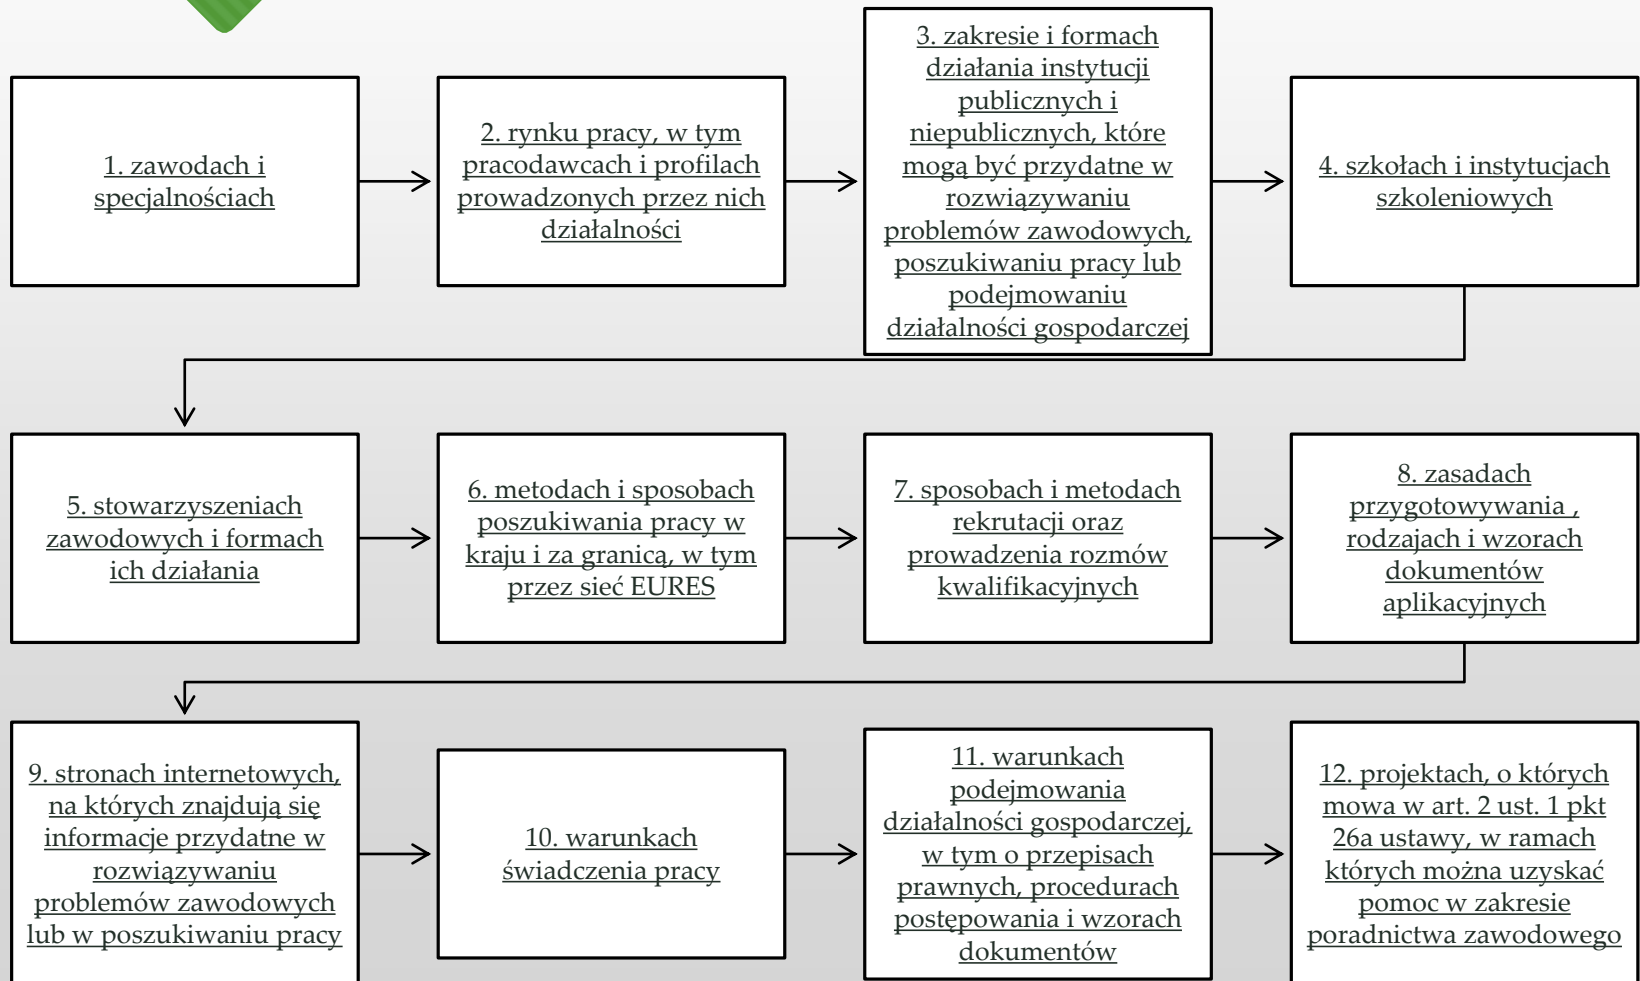 1. zawodach i
specjalnościach
2. rynku pracy, w tym
pracodawcach i profilach
prowadzonych przez nich
działalności
3. zakresie i formach
działania instytucji
publicznych i
niepublicznych, które
mogą być przydatne w
rozwiązywaniu
problemów zawodowych,
poszukiwaniu pracy lub
podejmowaniu
działalności gospodarczej
4. szkołach i instytucjach
szkoleniowych
5. stowarzyszeniach
zawodowych i formach
ich działania
6. metodach i sposobach
poszukiwania pracy w
kraju i za granicą, w tym
przez sieć EURES
7. sposobach i metodach
rekrutacji oraz
prowadzenia rozmów
kwalifikacyjnych
8. zasadach
przygotowywania ,
rodzajach i wzorach
dokumentów
aplikacyjnych
9. stronach internetowych,
na których znajdują się
informacje przydatne w
rozwiązywaniu
problemów zawodowych
lub w poszukiwaniu pracy
10. warunkach
świadczenia pracy
11. warunkach
podejmowania
działalności gospodarczej,
w tym o przepisach
prawnych, procedurach
postępowania i wzorach
dokumentów
12. projektach, o których
mowa w art. 2 ust. 1 pkt
26a ustawy, w ramach
których można uzyskać
pomoc w zakresie
poradnictwa zawodowego